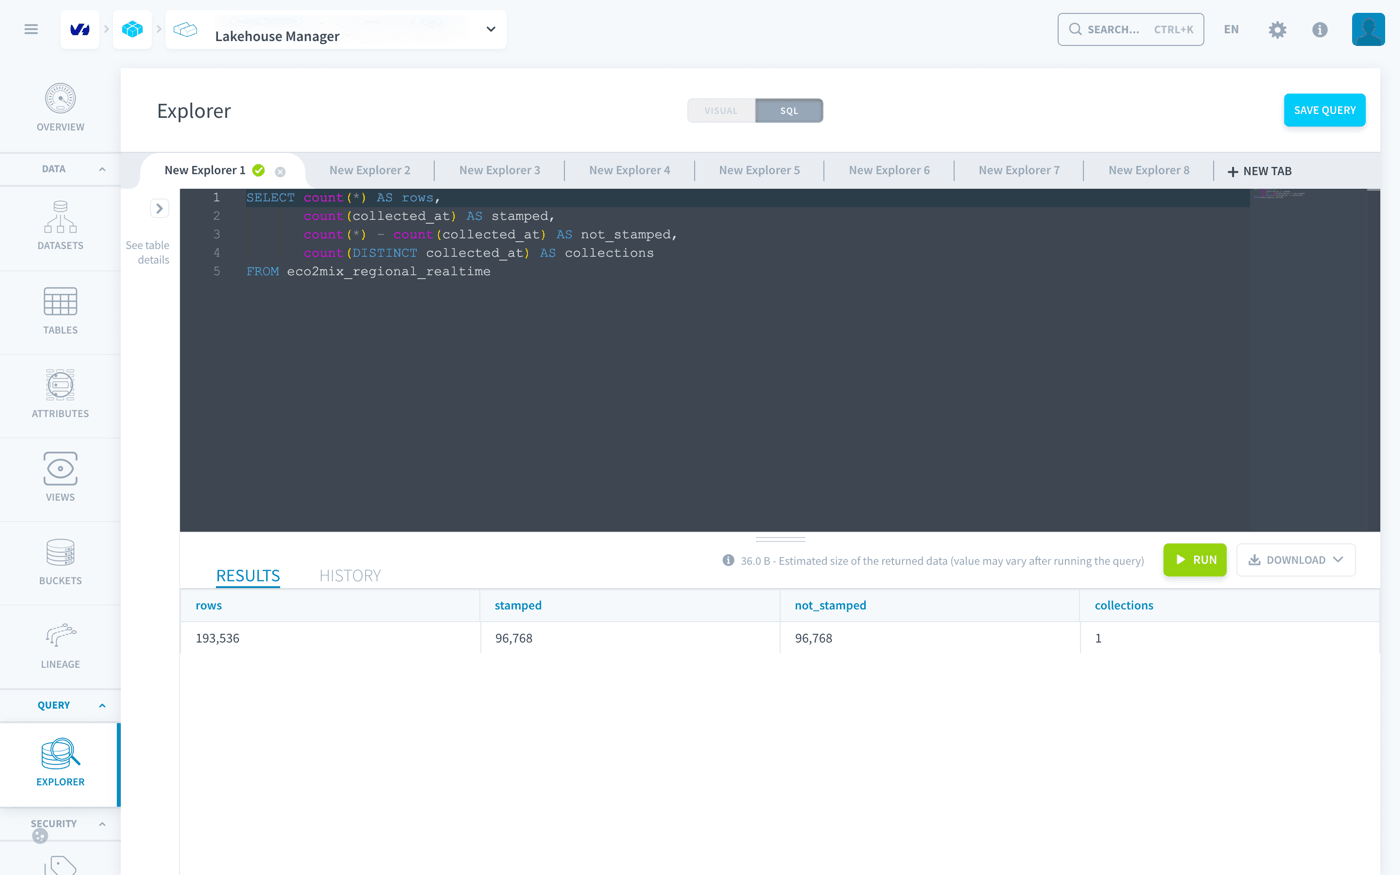 Lakehouse Manager
SEARCH... CTRL+K
EN
OVERVIEW
DATA
DATASETS
TABLES
ATTRIBUTES
VIEWS
BUCKETS
LINEAGE
QUERY
EXPLORER
SECURITY
Explorer
VISUAL SQL
SAVE QUERY
New Explorer 1 New Explorer 2 New Explorer 3 New Explorer 4 New Explorer 5 New Explorer 6 New Explorer 7 New Explorer 8 + NEW TAB
See table
details
1 SELECT count(*) AS rows,
2 count(collected_at) AS stamped,
3 count(*) - count(collected_at) AS not_stamped,
4 count(DISTINCT collected_at) AS collections
5 FROM eco2mix_regional_realtime
36.0 B - Estimated size of the returned data (value may vary after running the query)
RUN
DOWNLOAD
RESULTS HISTORY
rows stamped not_stamped collections
193,536 96,768 96,768 1